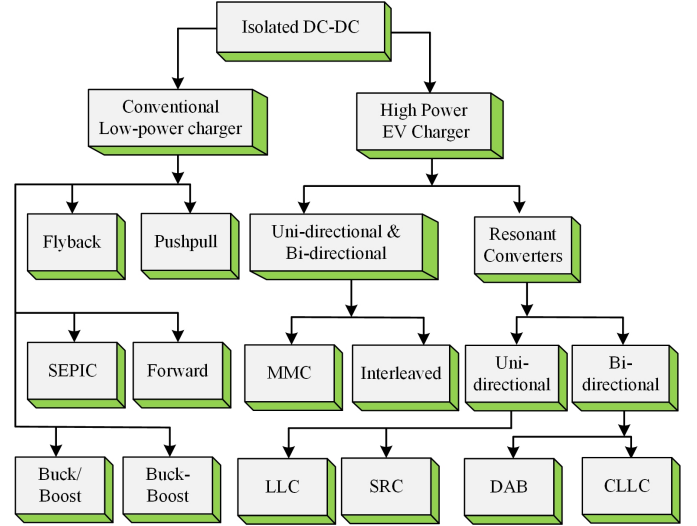 Isolated DC-DC
Conventional
Low-power charger
High Power
EV Charger
Flyback
Pushpull
Uni-directional &
Bi-directional
Resonant
Converters
SEPIC
Forward
MMC
Interleaved
Uni-
directional
Bi-
directional
Buck/
Boost
Buck-
Boost
LLC
SRC
DAB
CLLC